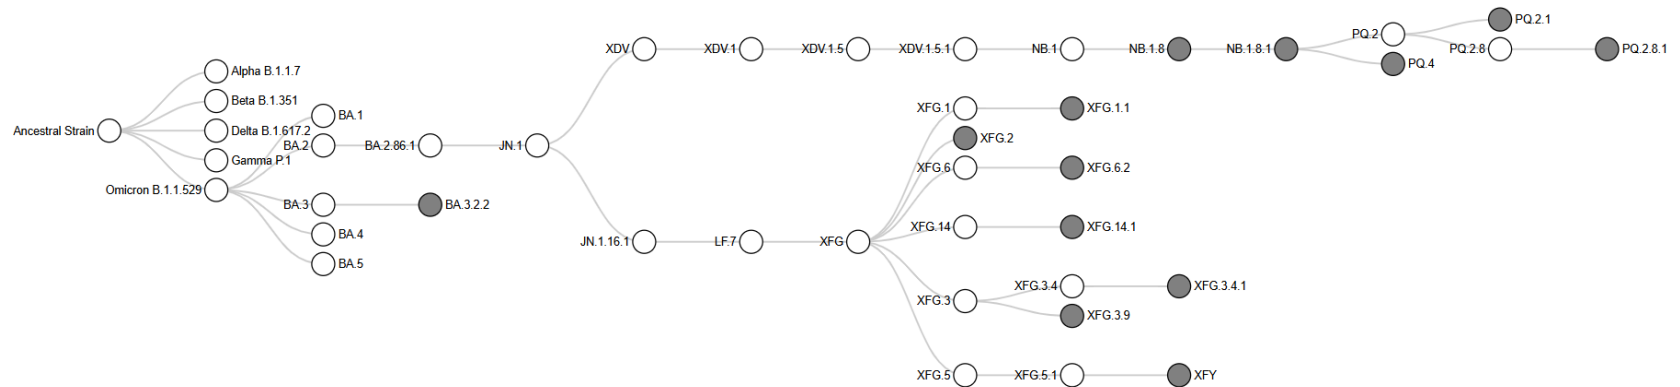 Ancestral Strain
Alpha B.1.1.7
Beta B.1.351
Delta B.1.617.2
Gamma P.1
Omicron B.1.1.529
BA.1
BA.2
BA.3
BA.4
BA.5
BA.2.86.1
BA.3.2.2
JN.1
XDV
XDV.1
XDV.1.5
XDV.1.5.1
NB.1
NB.1.8
NB.1.8.1
PQ.2
PQ.2.1
PQ.2.8
PQ.2.8.1
PQ.4
JN.1.16.1
LF.7
XFG
XFG.1
XFG.1.1
XFG.2
XFG.6
XFG.6.2
XFG.14
XFG.14.1
XFG.3
XFG.3.4
XFG.3.4.1
XFG.3.9
XFG.5
XFG.5.1
XFY